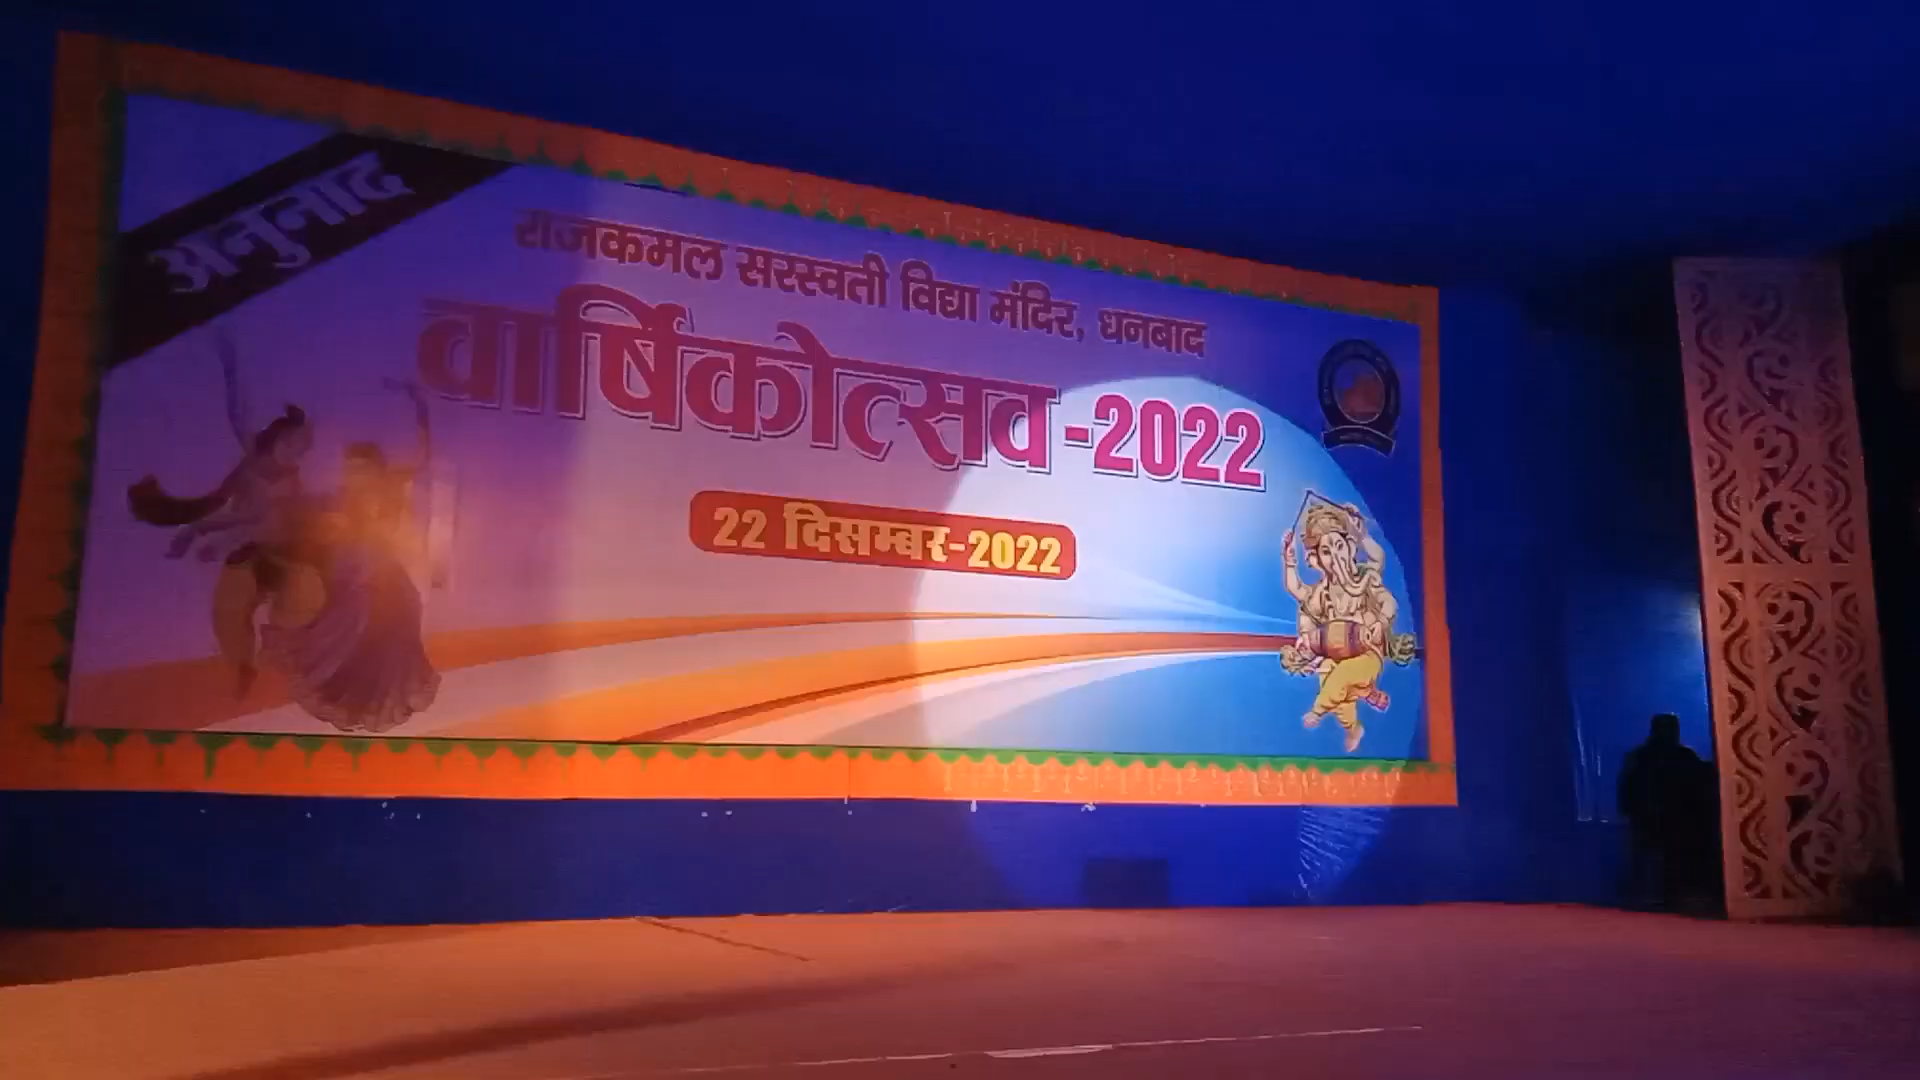 अनुनाद
राजकमल सरस्वती विद्या मंदिर, धनबाद
वार्षिकोत्सव -2022
22 दिसम्बर-2022